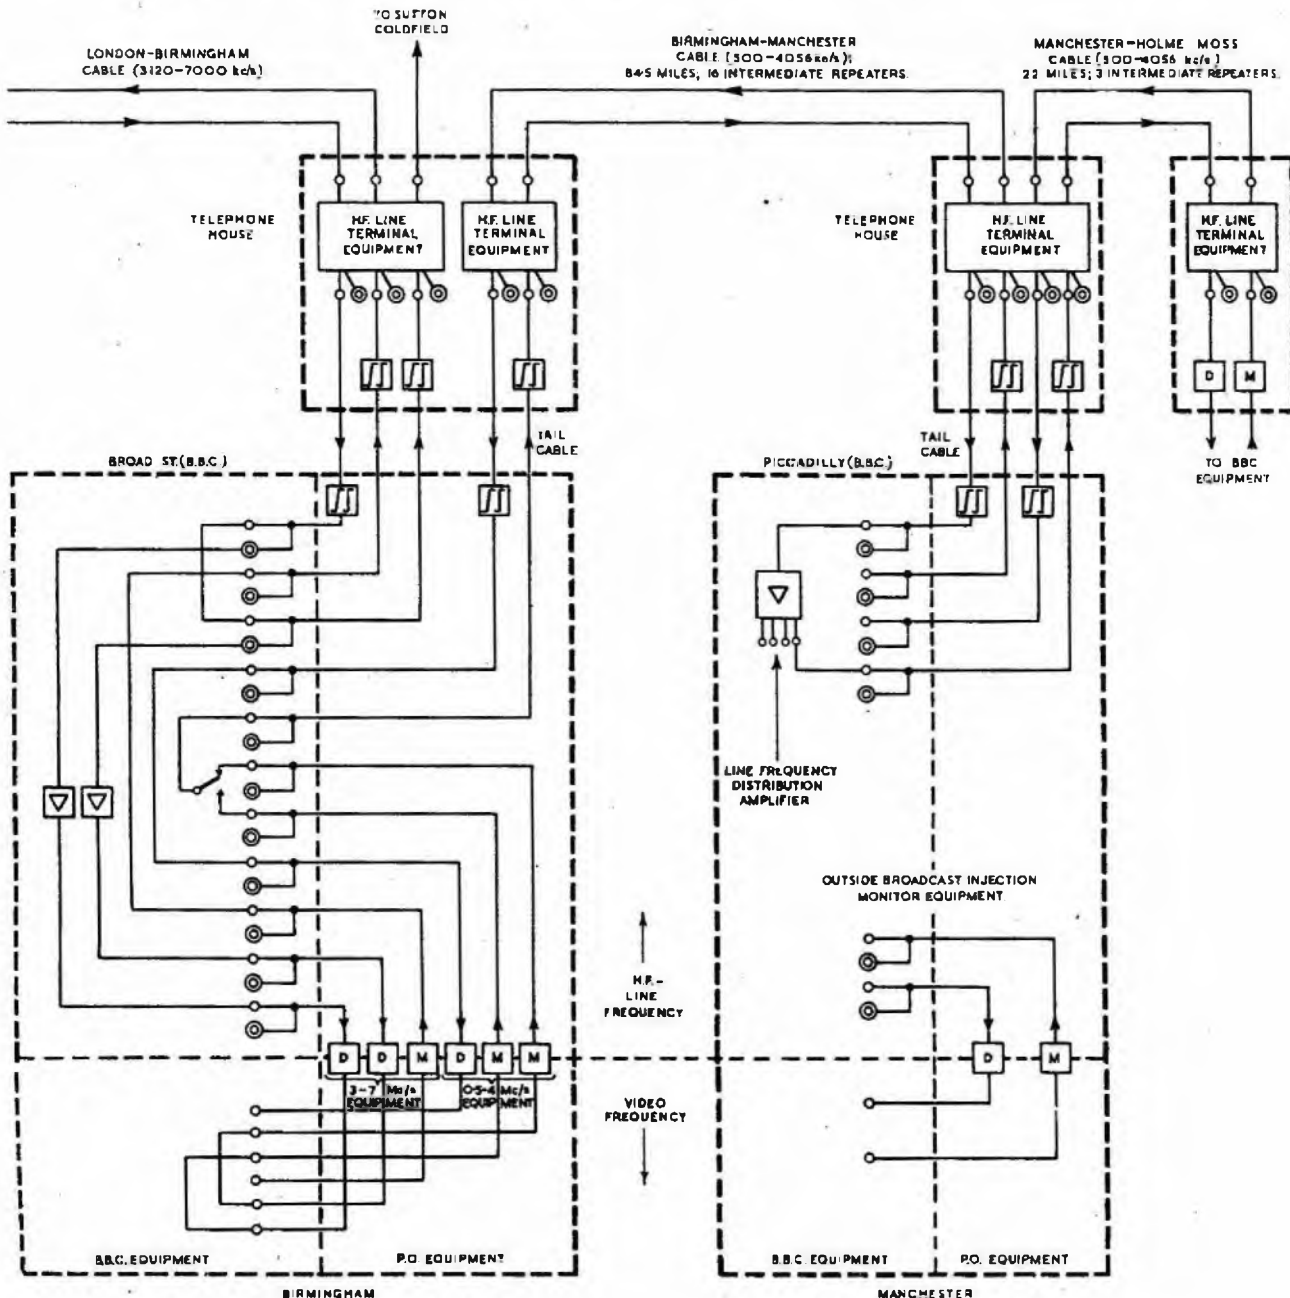 TO SUTTON
COLDFIELD
LONDON-BIRMINGHAM
CABLE (3120-7000 kc/s)
BIRMINGHAM-MANCHESTER
CABLE (500-4056 kc/s);
84·5 MILES; 16 INTERMEDIATE REPEATERS.
MANCHESTER-HOLME MOSS
CABLE (500-4056 kc/s)
22 MILES; 3 INTERMEDIATE REPEATERS.
TELEPHONE
HOUSE
H.F. LINE
TERMINAL
EQUIPMENT
H.F. LINE
TERMINAL
EQUIPMENT
TELEPHONE
HOUSE
H.F. LINE
TERMINAL
EQUIPMENT
H.F. LINE
TERMINAL
EQUIPMENT
D M
TAIL
CABLE
TAIL
CABLE
TO BBC
EQUIPMENT
BROAD ST. (B.B.C.)
PICCADILLY (B.B.C.)
LINE FREQUENCY
DISTRIBUTION
AMPLIFIER
OUTSIDE BROADCAST INJECTION
MONITOR EQUIPMENT
H.F.-
LINE
FREQUENCY
D D M D M M
D M
3-7 Mc/s
EQUIPMENT
0·5-4 Mc/s
EQUIPMENT
VIDEO
FREQUENCY
B.B.C. EQUIPMENT
P.O. EQUIPMENT
B.B.C. EQUIPMENT
P.O. EQUIPMENT
BIRMINGHAM
MANCHESTER